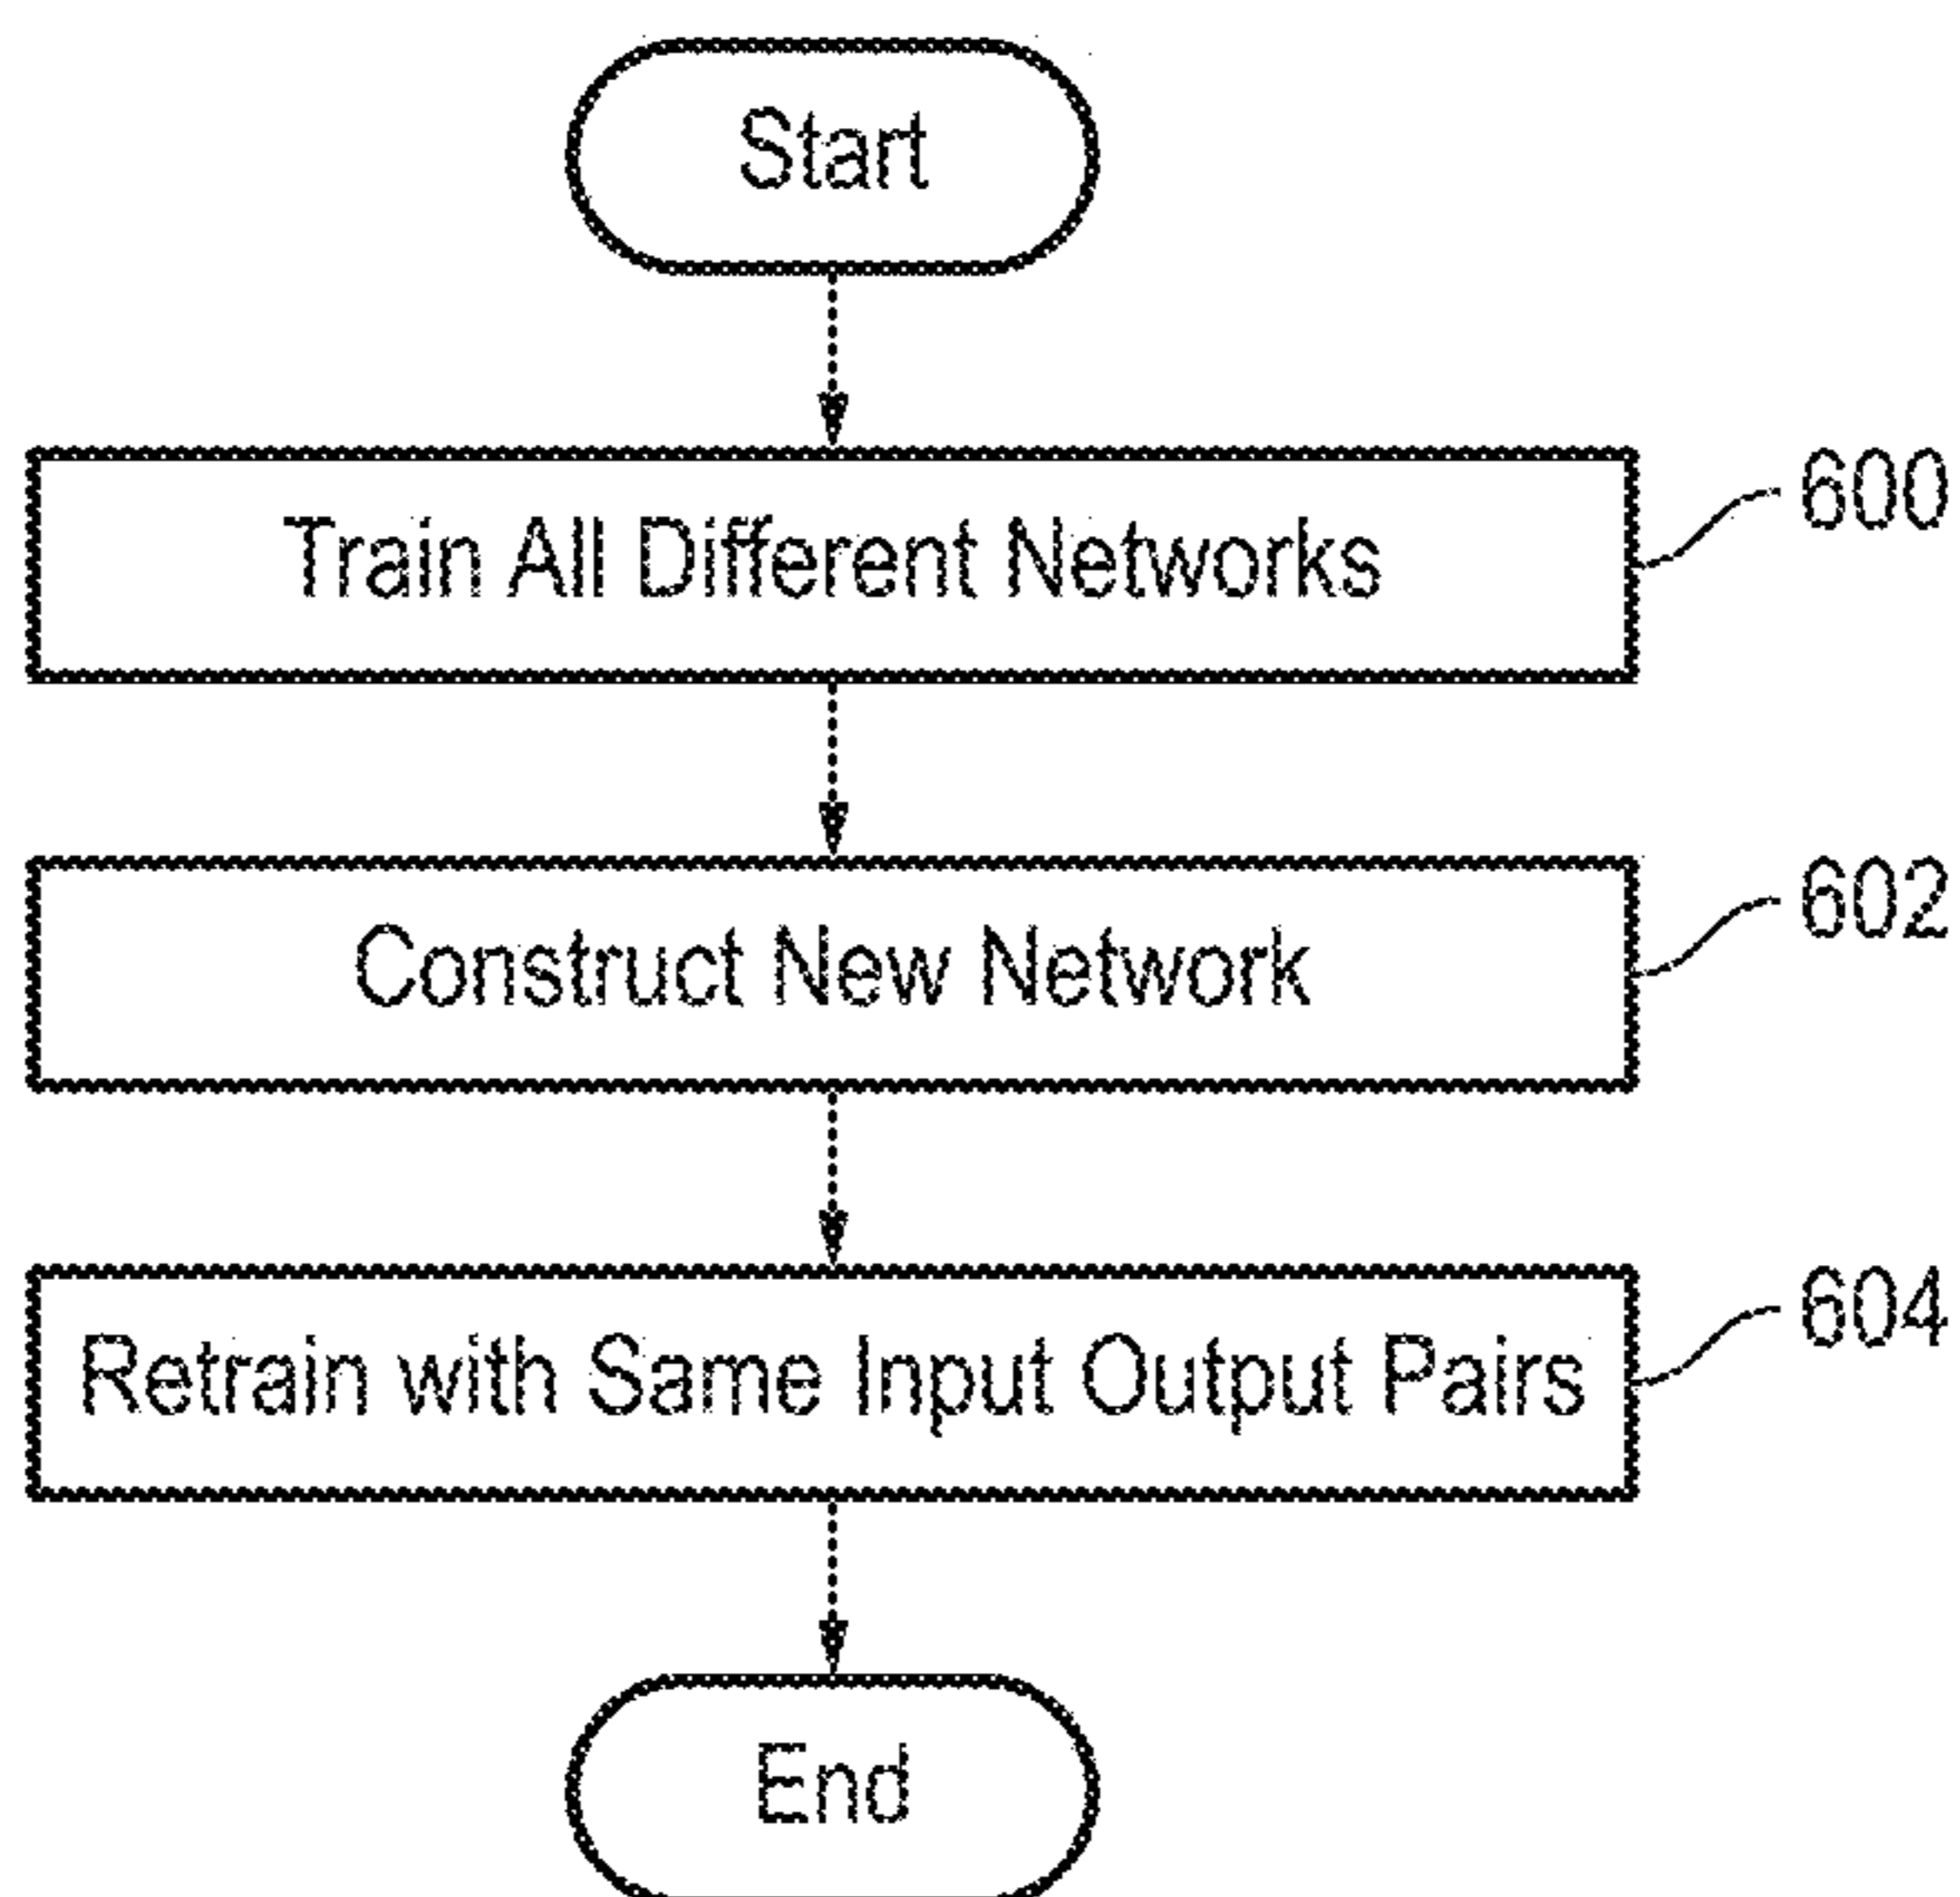 Start
Train All Different Networks
600
Construct New Network
602
Retrain with Same Input Output Pairs
604
End